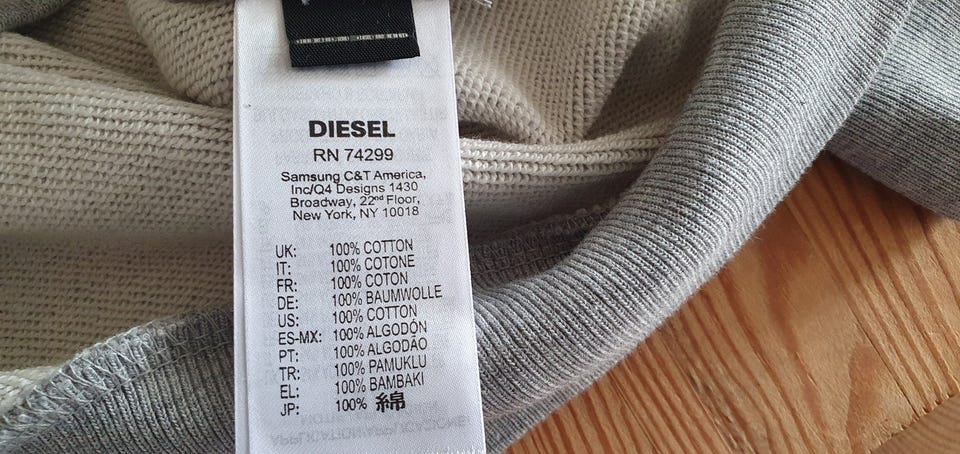 DIESEL
RN 74299
Samsung C&T America,
Inc/Q4 Designs 1430
Broadway, 22nd Floor,
New York, NY 10018
UK: 100% COTTON
IT: 100% COTONE
FR: 100% COTON
DE: 100% BAUMWOLLE
US: 100% COTTON
ES-MX: 100% ALGODÓN
PT: 100% ALGODÃO
TR: 100% PAMUKLU
EL: 100% BAMBAKI
JP: 100% 綿